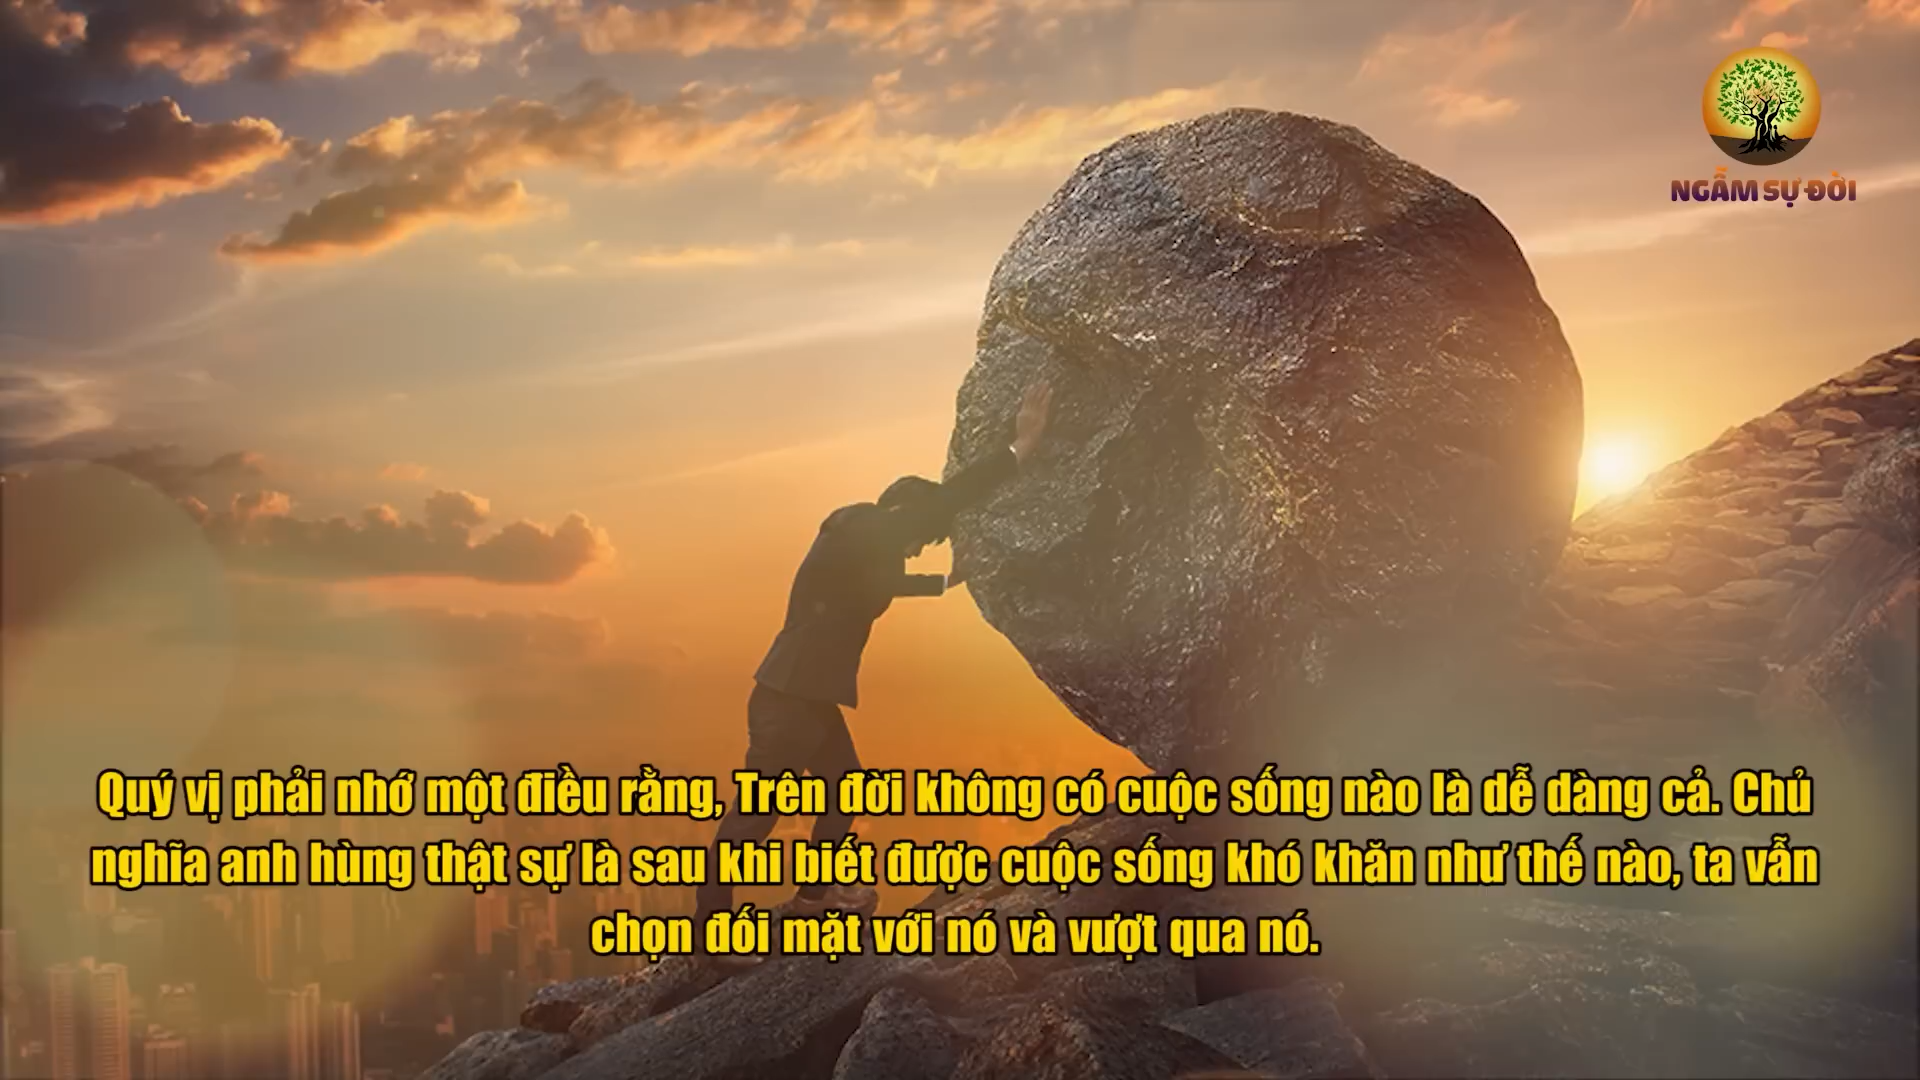 NGẪM SỰ ĐỜI
Quý vị phải nhớ một điều rằng, Trên đời không có cuộc sống nào là dễ dàng cả. Chủ
nghĩa anh hùng thật sự là sau khi biết được cuộc sống khó khăn như thế nào, ta vẫn
chọn đối mặt với nó và vượt qua nó.